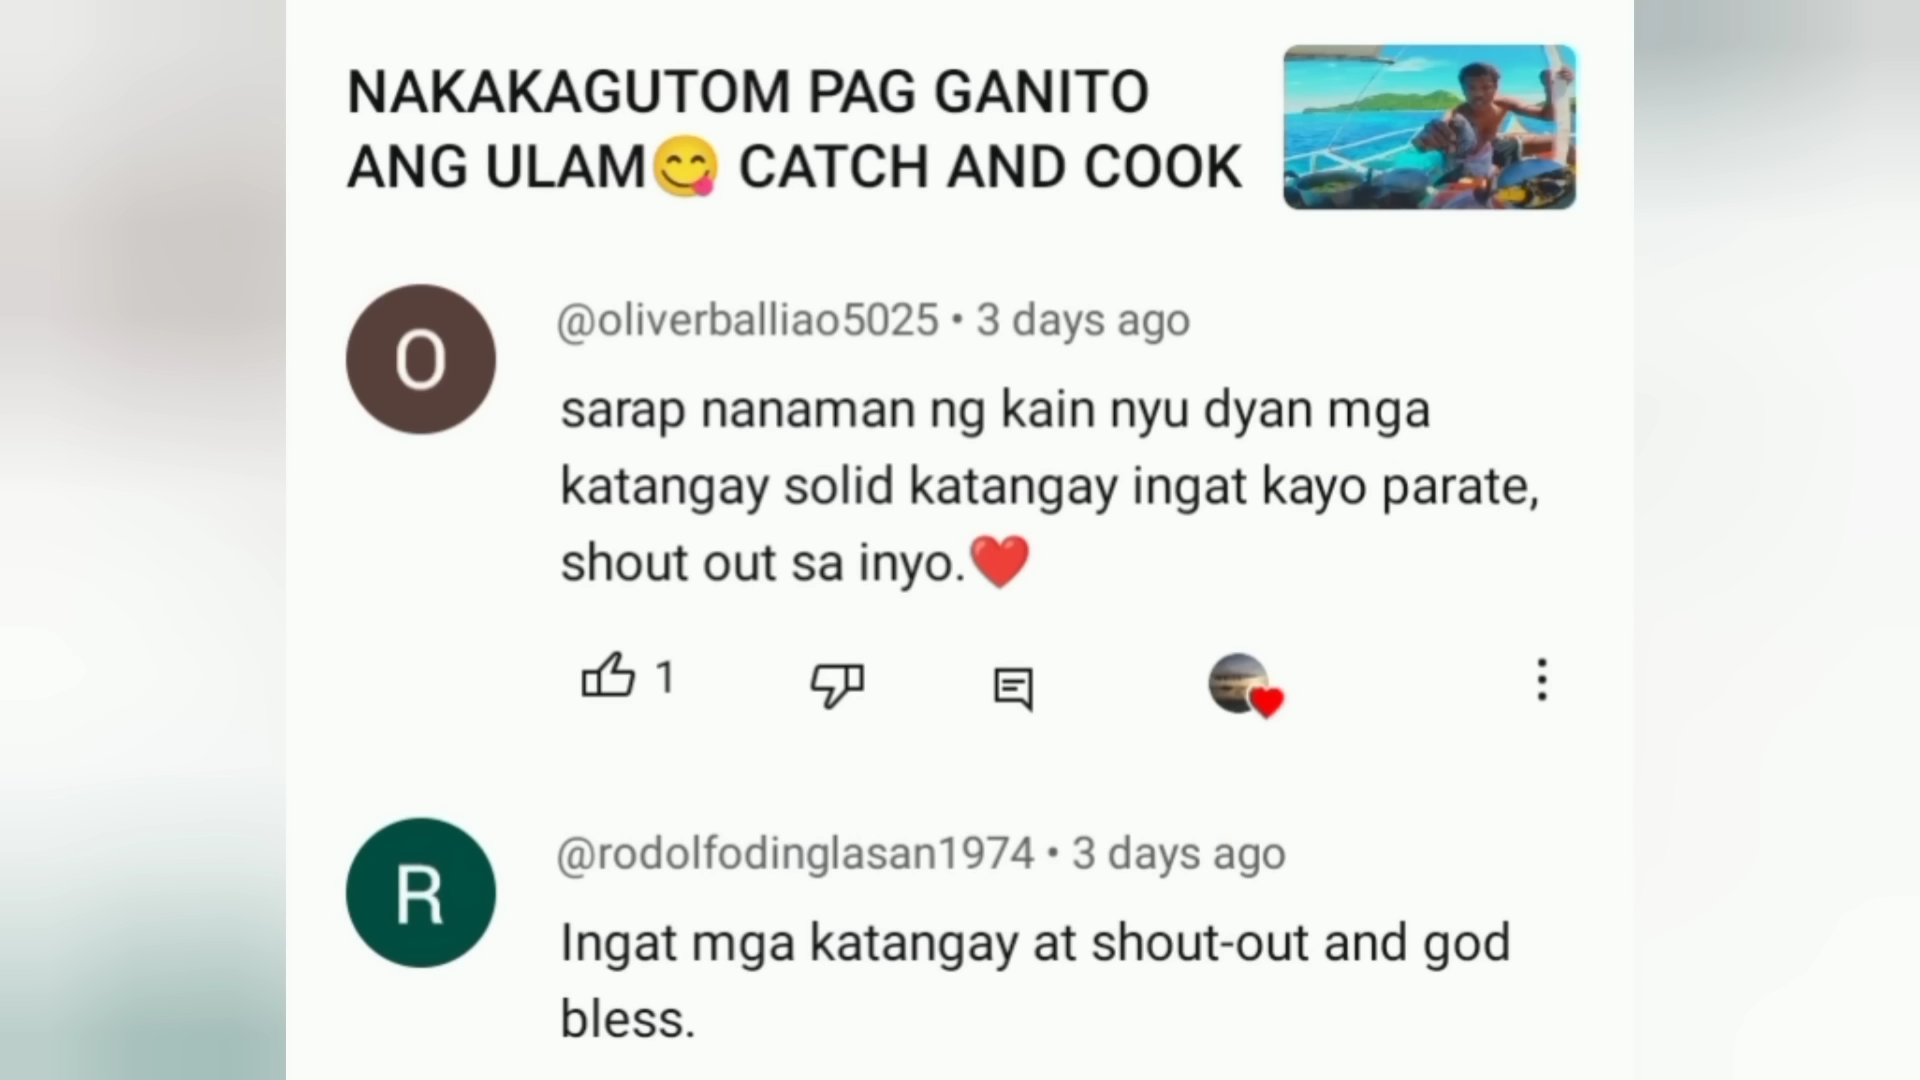 NAKAKAGUTOM PAG GANITO
ANG ULAM😋 CATCH AND COOK
O
@oliverballiao5025 • 3 days ago
sarap nanaman ng kain nyu dyan mga
katangay solid katangay ingat kayo parate,
shout out sa inyo.❤️
1
R
@rodolfodinglasan1974 • 3 days ago
Ingat mga katangay at shout-out and god
bless.